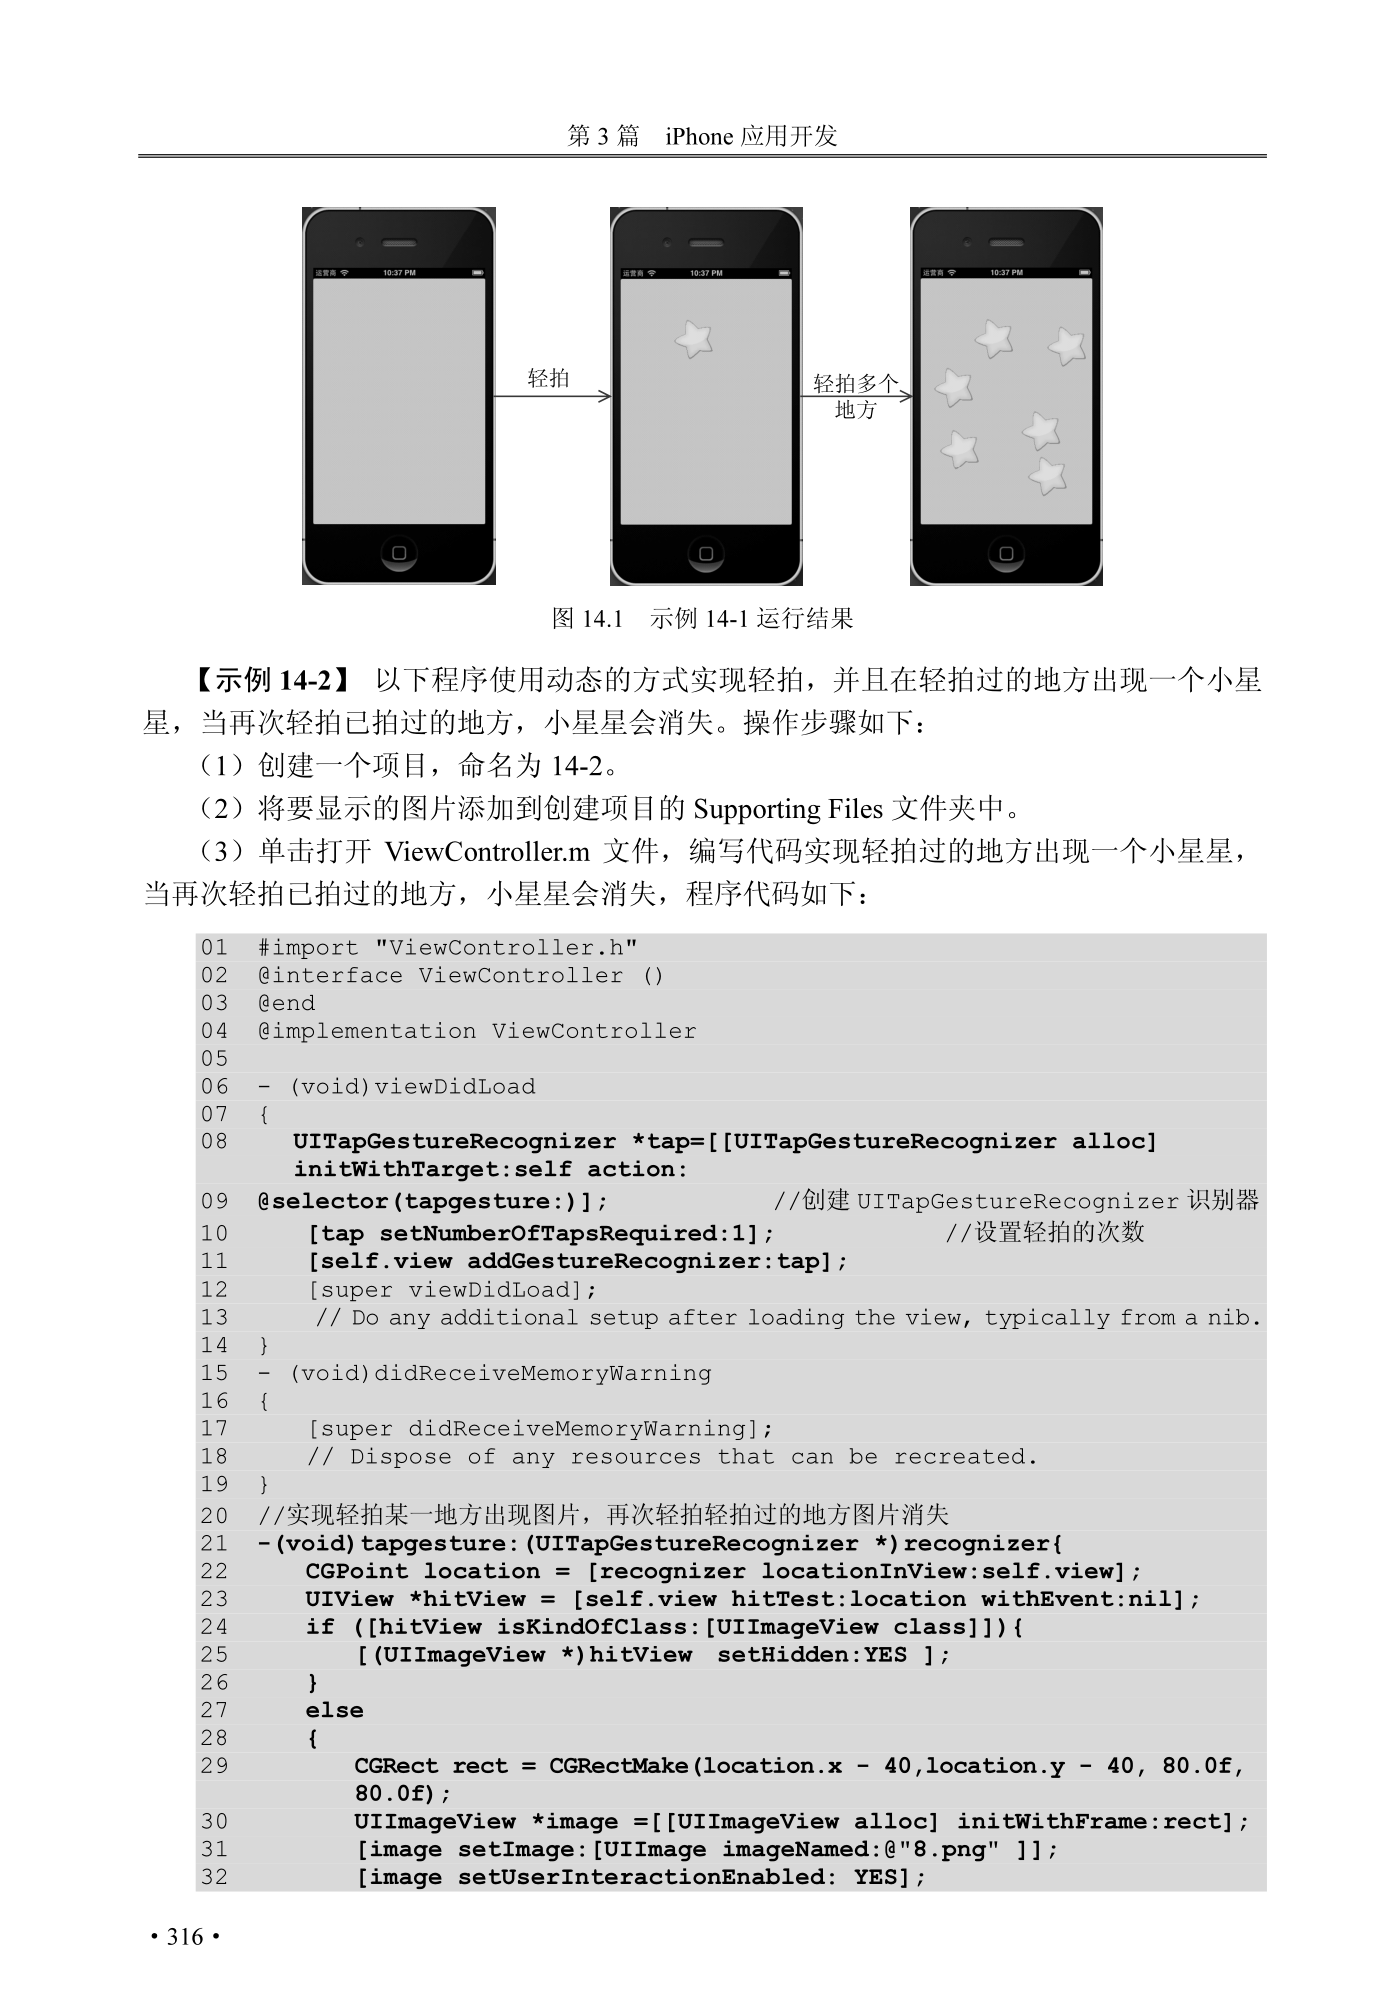 第 3 篇 iPhone 应用开发
运营商 10:37 PM
运营商 10:37 PM
运营商 10:37 PM
轻拍
轻拍多个
地方
图 14.1 示例 14-1 运行结果
【示例 14-2】 以下程序使用动态的方式实现轻拍，并且在轻拍过的地方出现一个小星
星，当再次轻拍已拍过的地方，小星星会消失。操作步骤如下：
（1）创建一个项目，命名为 14-2。
（2）将要显示的图片添加到创建项目的 Supporting Files 文件夹中。
（3）单击打开 ViewController.m 文件，编写代码实现轻拍过的地方出现一个小星星，
当再次轻拍已拍过的地方，小星星会消失，程序代码如下：
01 #import "ViewController.h"
02 @interface ViewController ()
03 @end
04 @implementation ViewController
05
06 - (void)viewDidLoad
07 {
08 UITapGestureRecognizer *tap=[[UITapGestureRecognizer alloc]
initWithTarget:self action:
09 @selector(tapgesture:)]; //创建 UITapGestureRecognizer 识别器
10 [tap setNumberOfTapsRequired:1]; //设置轻拍的次数
11 [self.view addGestureRecognizer:tap];
12 [super viewDidLoad];
13 // Do any additional setup after loading the view, typically from a nib.
14 }
15 - (void)didReceiveMemoryWarning
16 {
17 [super didReceiveMemoryWarning];
18 // Dispose of any resources that can be recreated.
19 }
20 //实现轻拍某一地方出现图片，再次轻拍轻拍过的地方图片消失
21 -(void)tapgesture:(UITapGestureRecognizer *)recognizer{
22 CGPoint location = [recognizer locationInView:self.view];
23 UIView *hitView = [self.view hitTest:location withEvent:nil];
24 if ([hitView isKindOfClass:[UIImageView class]]){
25 [(UIImageView *)hitView setHidden:YES ];
26 }
27 else
28 {
29 CGRect rect = CGRectMake(location.x - 40,location.y - 40, 80.0f,
80.0f);
30 UIImageView *image =[[UIImageView alloc] initWithFrame:rect];
31 [image setImage:[UIImage imageNamed:@"8.png" ]];
32 [image setUserInteractionEnabled: YES];
• 316 •